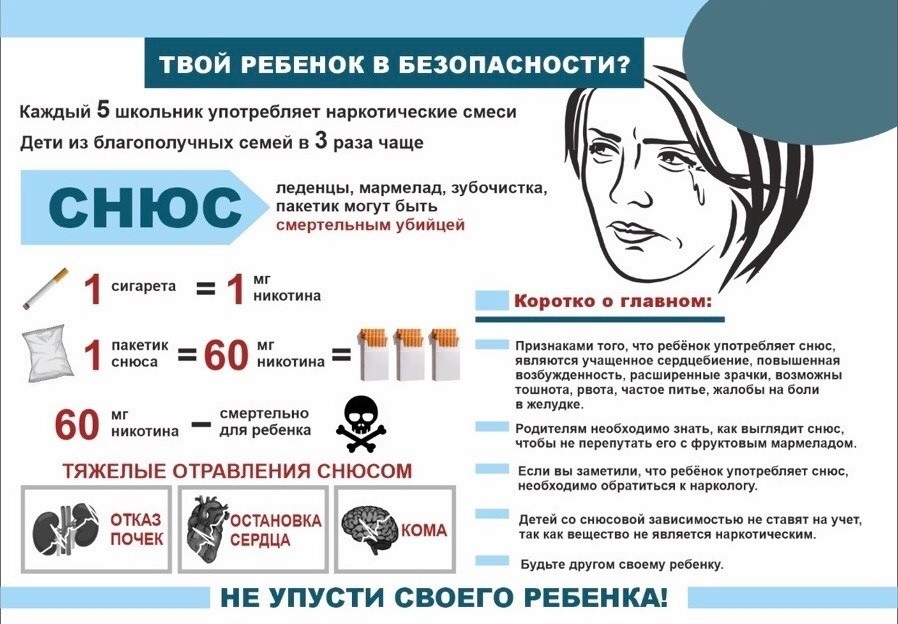 ТВОЙ РЕБЕНОК В БЕЗОПАСНОСТИ?
Каждый 5 школьник употребляет наркотические смеси
Дети из благополучных семей в 3 раза чаще
СНЮС
леденцы, мармелад, зубочистка,
пакетик могут быть
смертельным убийцей
1 сигарета = 1 мг никотина
1 пакетик снюса = 60 мг никотина =
60 мг никотина – смертельно для ребенка
ТЯЖЕЛЫЕ ОТРАВЛЕНИЯ СНЮСОМ
ОТКАЗ
ПОЧЕК
ОСТАНОВКА
СЕРДЦА
КОМА
Коротко о главном:
Признаками того, что ребёнок употребляет снюс,
являются учащенное сердцебиение, повышенная
возбужденность, расширенные зрачки, возможны
тошнота, рвота, частое питье, жалобы на боли
в желудке.
Родителям необходимо знать, как выглядит снюс,
чтобы не перепутать его с фруктовым мармеладом.
Если вы заметили, что ребёнок употребляет снюс,
необходимо обратиться к наркологу.
Детей со снюсовой зависимостью не ставят на учет,
так как вещество не является наркотическим.
Будьте другом своему ребенку.
НЕ УПУСТИ СВОЕГО РЕБЕНКА!